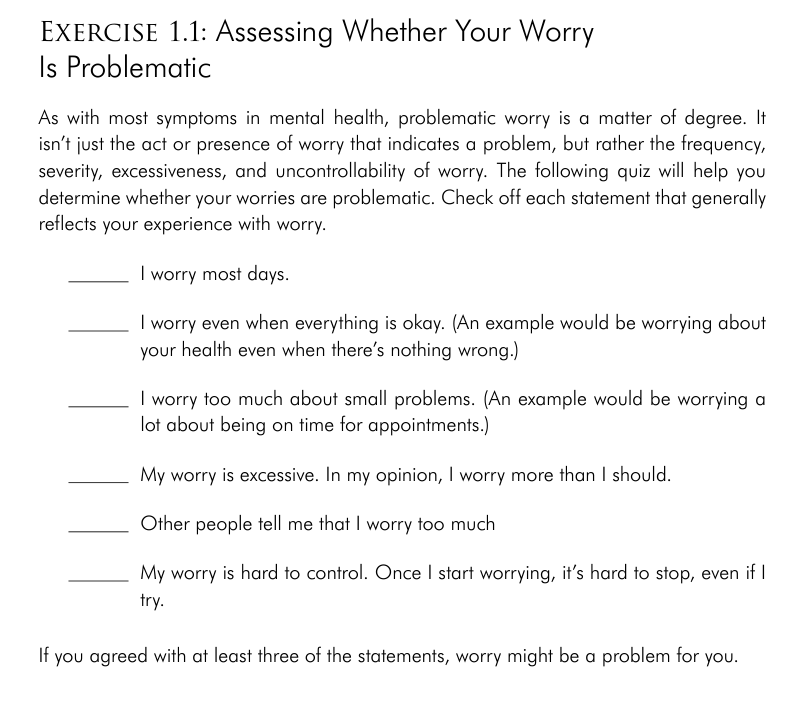 EXERCISE 1.1: Assessing Whether Your Worry
Is Problematic
As with most symptoms in mental health, problematic worry is a matter of degree. It
isn't just the act or presence of worry that indicates a problem, but rather the frequency,
severity, excessiveness, and uncontrollability of worry. The following quiz will help you
determine whether your worries are problematic. Check off each statement that generally
reflects your experience with worry.
______ I worry most days.
______ I worry even when everything is okay. (An example would be worrying about
your health even when there's nothing wrong.)
______ I worry too much about small problems. (An example would be worrying a
lot about being on time for appointments.)
______ My worry is excessive. In my opinion, I worry more than I should.
______ Other people tell me that I worry too much
______ My worry is hard to control. Once I start worrying, it's hard to stop, even if I
try.
If you agreed with at least three of the statements, worry might be a problem for you.